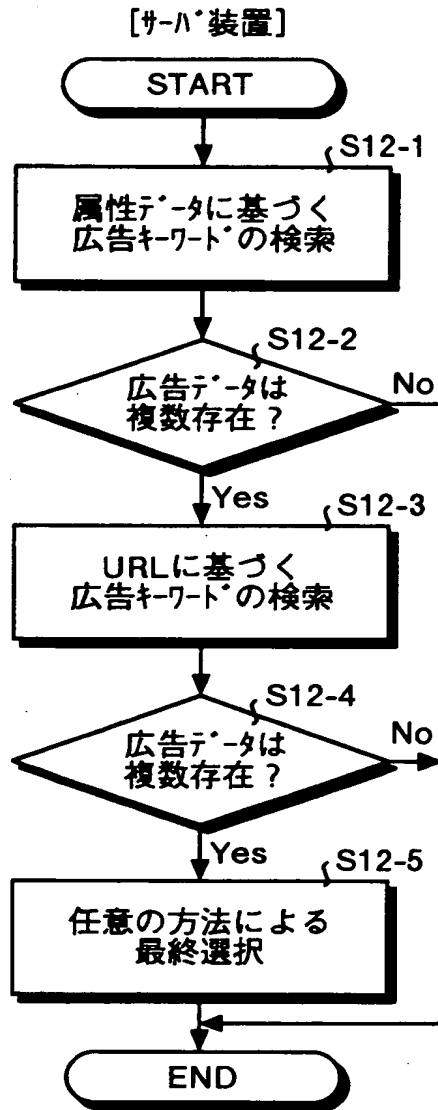 [サーバ装置]
START
S12-1
属性データに基づく
広告キーワードの検索
S12-2
広告データは
複数存在?
No
Yes
S12-3
URLに基づく
広告キーワードの検索
S12-4
広告データは
複数存在?
No
Yes
S12-5
任意の方法による
最終選択
END